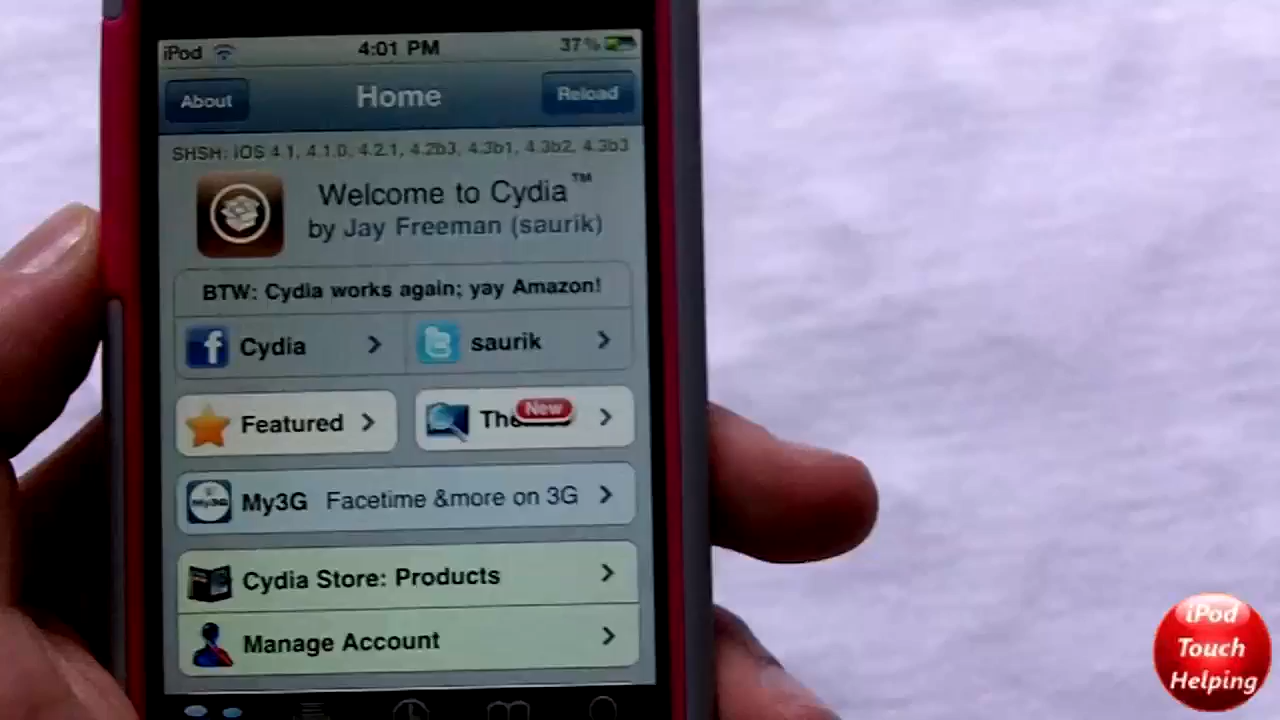 iPod 4:01 PM 37%
About Home Reload
SHSH: iOS 4.1, 4.1.0, 4.2.1, 4.2b3, 4.3b1, 4.3b2, 4.3b3
Welcome to Cydia™
by Jay Freeman (saurik)
BTW: Cydia works again; yay Amazon!
Cydia saurik
Featured New
My3G Facetime &more on 3G
Cydia Store: Products
Manage Account
iPod
Touch
Helping